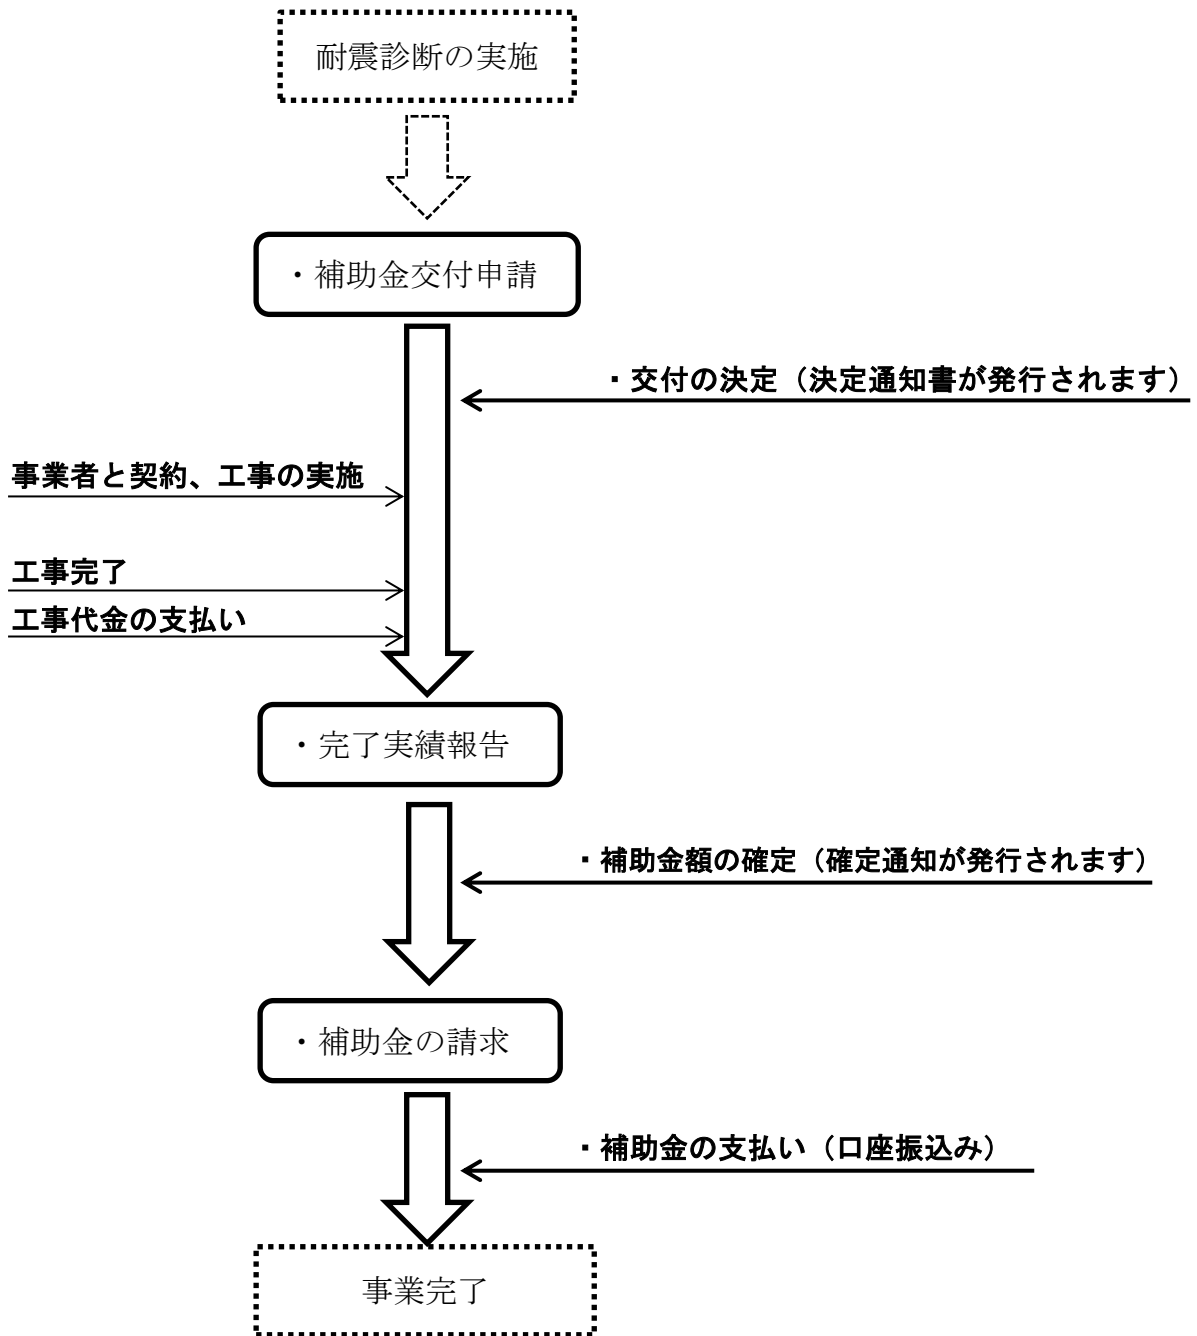 耐震診断の実施
・補助金交付申請
・交付の決定（決定通知書が発行されます）
事業者と契約、工事の実施
工事完了
工事代金の支払い
・完了実績報告
・補助金額の確定（確定通知が発行されます）
・補助金の請求
・補助金の支払い（口座振込み）
事業完了